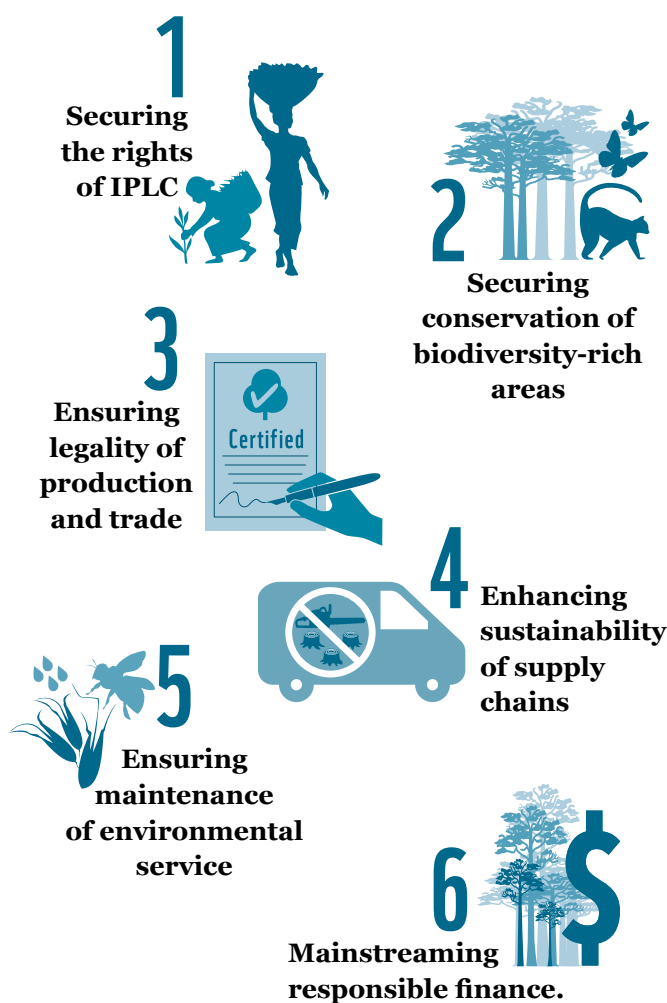 1
Securing
the rights
of IPLC
2
Securing
conservation of
biodiversity-rich
areas
3
Ensuring
legality of
production
and trade
Certified
4
Enhancing
sustainability
of supply
chains
5
Ensuring
maintenance
of environmental
service
6
Mainstreaming
responsible finance.
$